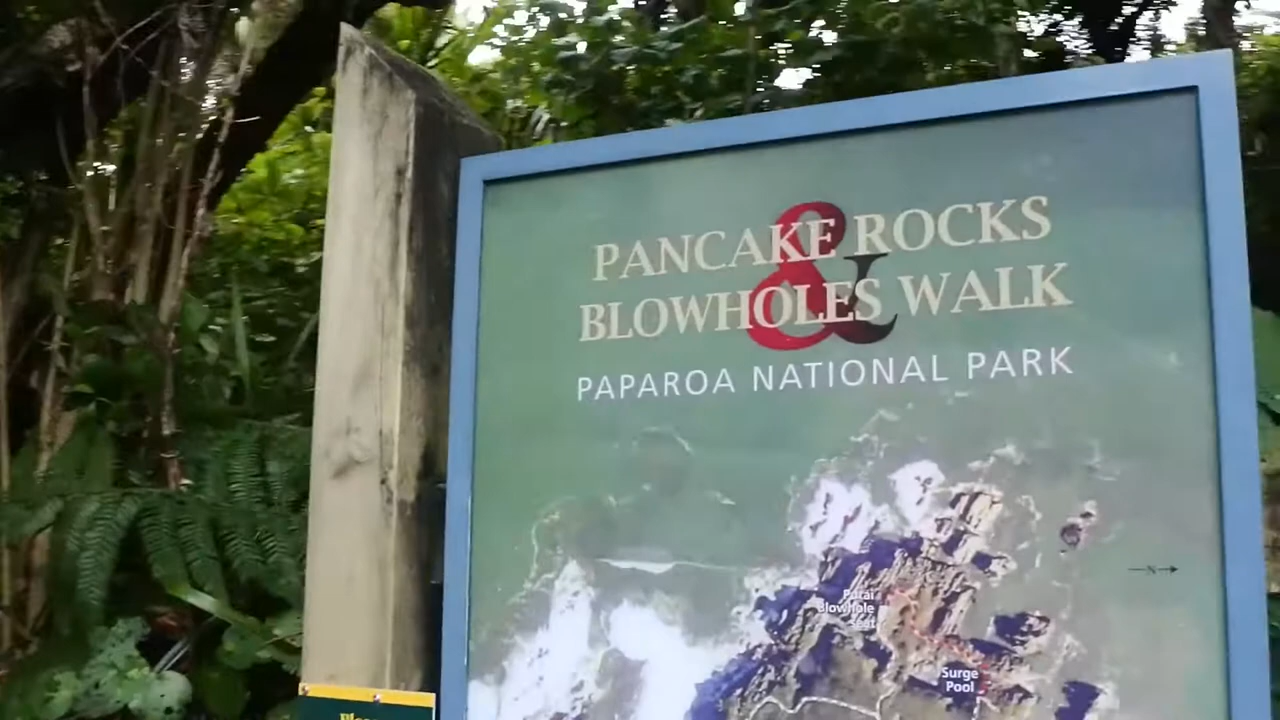 PANCAKE ROCKS
&
BLOWHOLES WALK
PAPAROA NATIONAL PARK
N
Putai
Blowhole
Surge
Pool